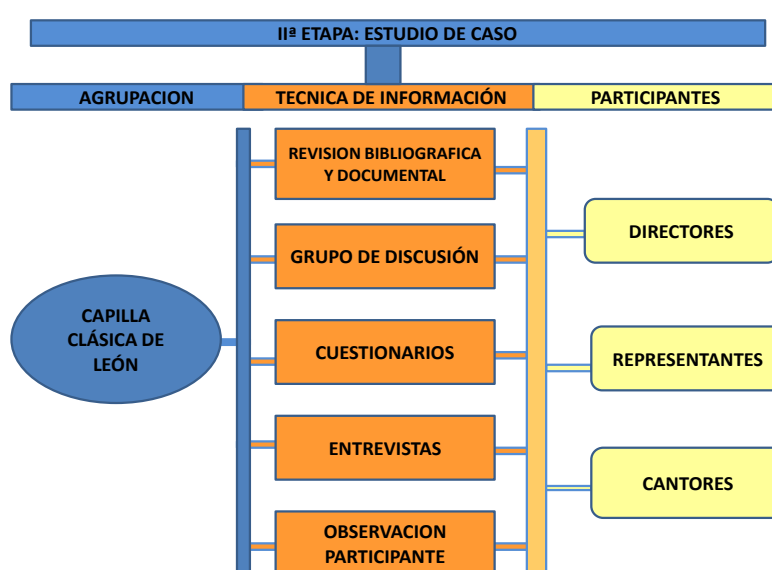 IIª ETAPA: ESTUDIO DE CASO
AGRUPACION
TECNICA DE INFORMACIÓN
PARTICIPANTES
CAPILLA
CLÁSICA DE
LEÓN
REVISION BIBLIOGRAFICA
Y DOCUMENTAL
GRUPO DE DISCUSIÓN
CUESTIONARIOS
ENTREVISTAS
OBSERVACION
PARTICIPANTE
DIRECTORES
REPRESENTANTES
CANTORES